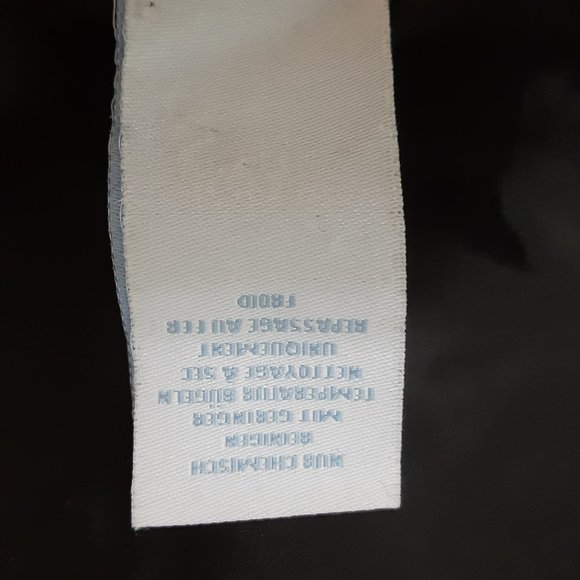 NUR CHEMISCH
REINIGEN
MIT GERINGER
TEMPERATUR BÜGELN
NETTOYAGE À SEC
UNIQUEMENT
REPASSAGE AU FER
FROID